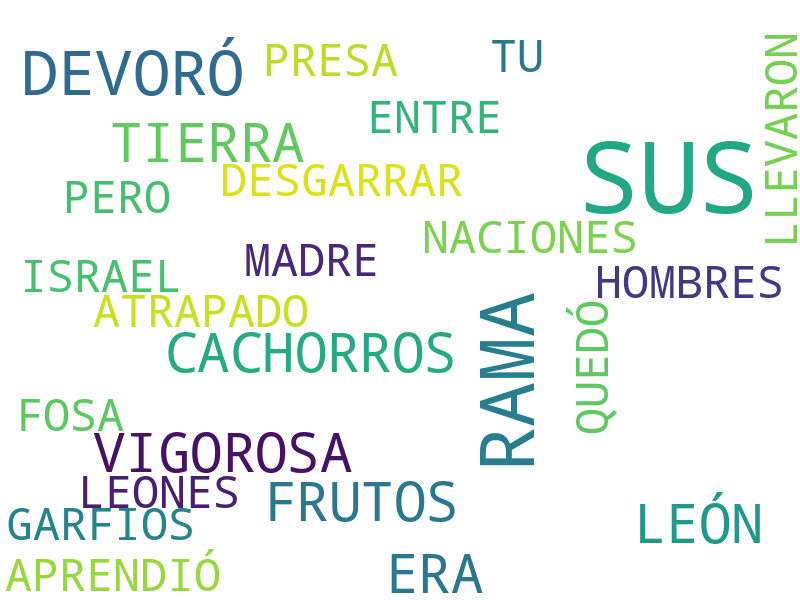 TU
DEVORÓ
PRESA
LLEVARON
ENTRE
TIERRA
SUS
DESGARRAR
PERO
NACIONES
MADRE
ISRAEL
HOMBRES
ATRAPADO
RAMA
QUEDÓ
CACHORROS
FOSA
VIGOROSA
LEONES
FRUTOS
LEÓN
GARFIOS
APRENDIÓ
ERA